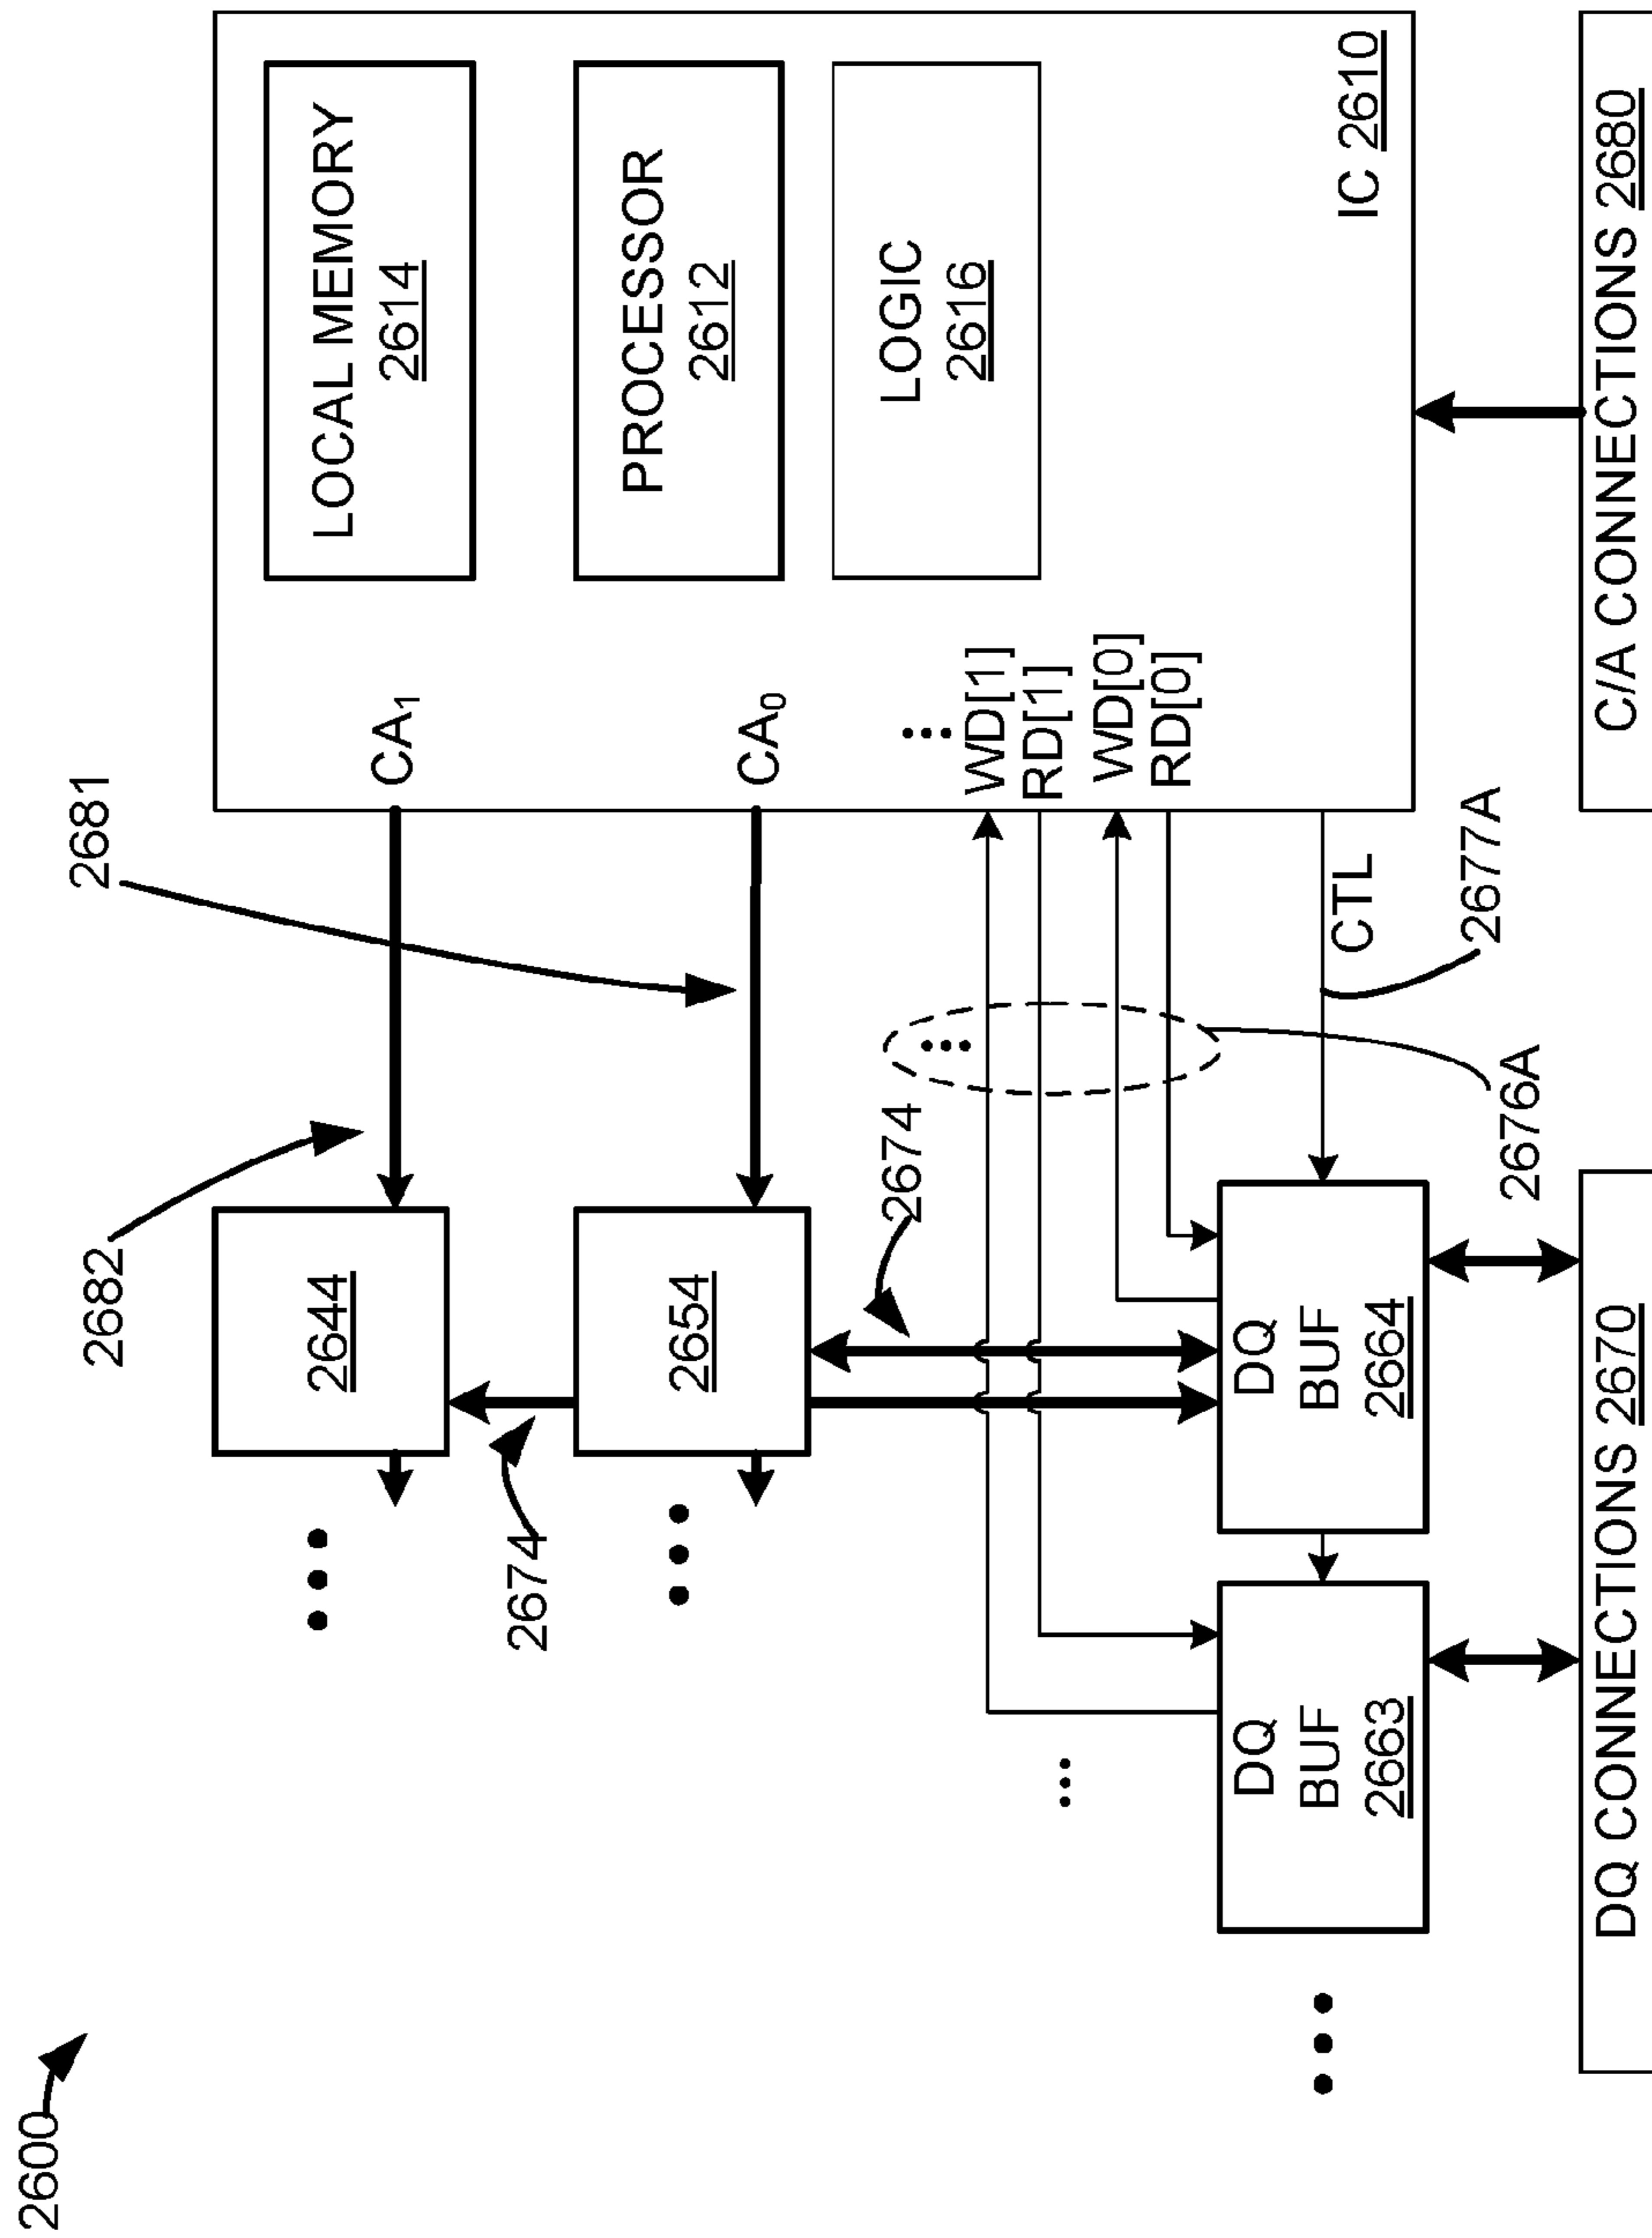 2600
2682
2681
2644
CA1
LOCAL MEMORY
2614
2674
2654
CA0
PROCESSOR
2612
2674
WD[1]
RD[1]
WD[0]
RD[0]
LOGIC
2616
DQ
BUF
2663
DQ
BUF
2664
CTL
IC 2610
2676A
2677A
DQ CONNECTIONS 2670
C/A CONNECTIONS 2680